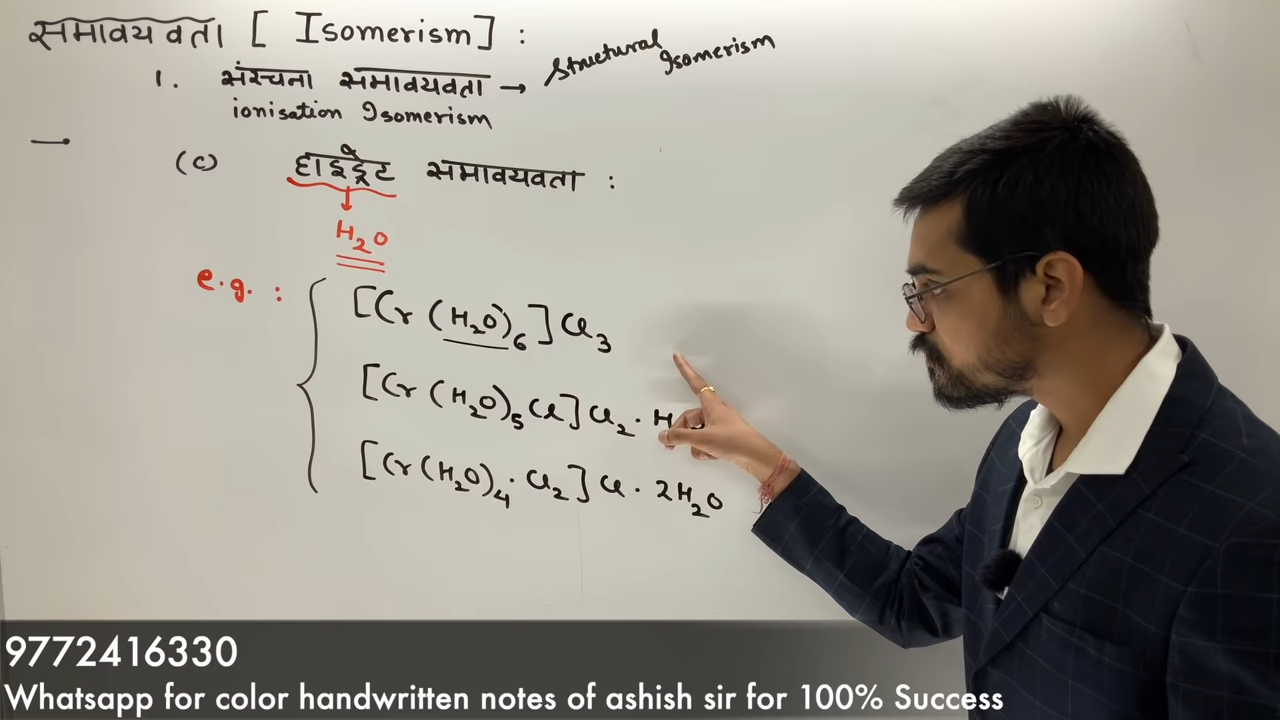 समावयवता [ Isomerism ] :
1. संरचना समावयवता → Structural Isomerism
ionisation Isomerism
(c) हाइड्रेट समावयवता :
H₂O
e.g. :
[Cr(H₂O)₆]Cl₃
[Cr(H₂O)₅Cl]Cl₂·H
[Cr(H₂O)₄·Cl₂]Cl·2H₂O
9772416330
Whatsapp for color handwritten notes of ashish sir for 100% Success